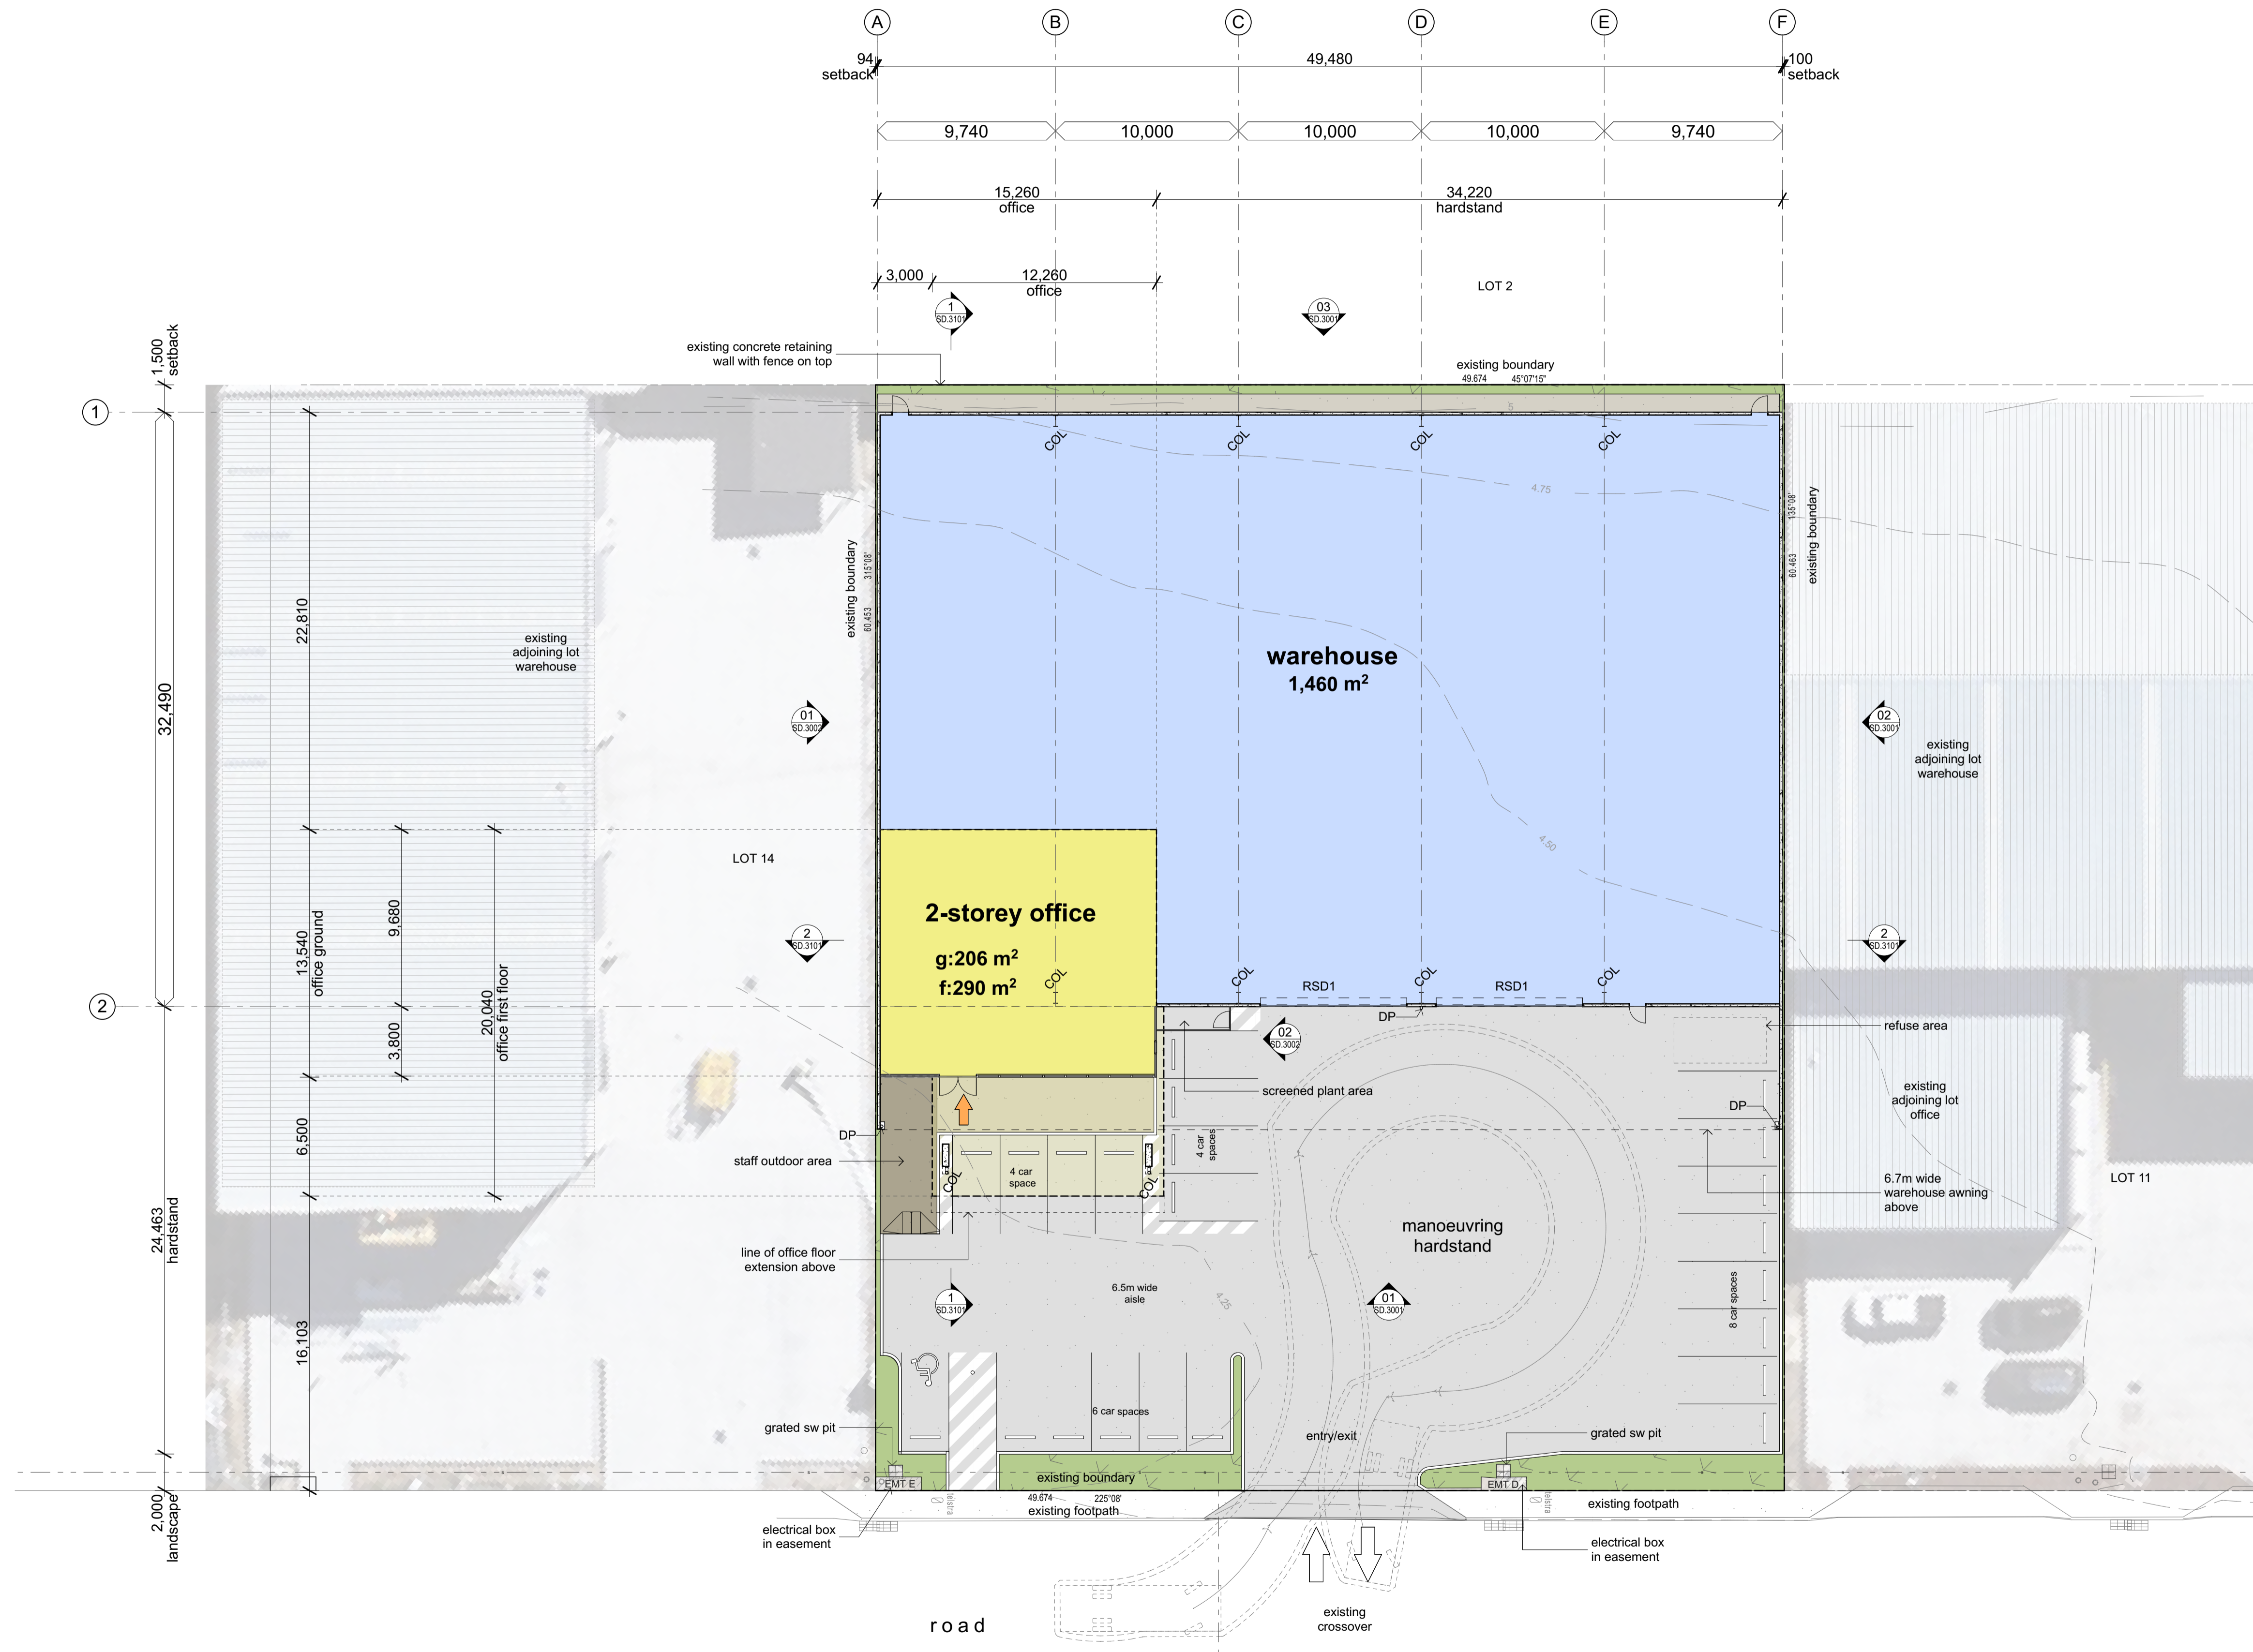 A
B
C
D
E
F
94
setback
49,480
100
setback
9,740
10,000
10,000
10,000
9,740
15,260
office
34,220
hardstand
3,000
12,260
office
LOT 2
1
SD.3101
03
SD.3001
existing concrete retaining
wall with fence on top
existing boundary
49.674 45°07'15"
1,500
setback
1
COL
COL
COL
COL
4.75
existing boundary
60.453 315°08'
135°08'
60.463
existing boundary
22,810
32,490
existing
adjoining lot
warehouse
warehouse
1,460 m²
01
SD.3002
02
SD.3001
existing
adjoining lot
warehouse
4.50
LOT 14
9,680
13,540
office ground
2-storey office
g:206 m²
f:290 m²
2
SD.3101
2
SD.3101
COL
COL
COL
COL
RSD1
RSD1
2
20,040
office first floor
3,800
DP
02
SD.3002
refuse area
screened plant area
existing
adjoining lot
office
DP
DP
6,500
4 car
spaces
staff outdoor area
4 car
space
COL
COL
6.7m wide
warehouse awning
above
LOT 11
24,463
hardstand
manoeuvring
hardstand
line of office floor
extension above
6.5m wide
aisle
4.25
1
SD.3101
01
SD.3001
8 car spaces
16,103
6 car spaces
grated sw pit
entry/exit
grated sw pit
existing boundary
EMT E
EMT D
49.674 225°08'
existing footpath
existing footpath
telstra
telstra
2,000
landscape
electrical box
in easement
electrical box
in easement
road
existing
crossover